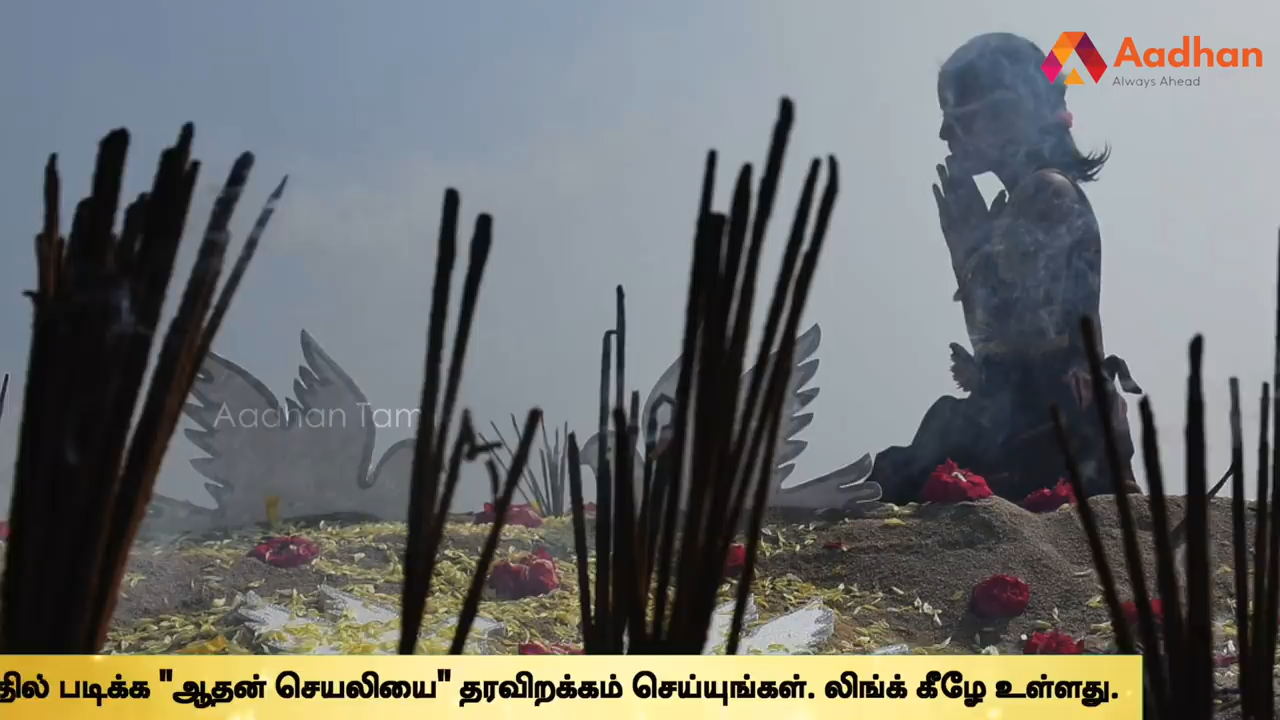 Aadhan
Always Ahead
Aadhan Tam
படிக்க "ஆதன் செயலியை" தரவிறக்கம் செய்யுங்கள். லிங்க் கீழே உள்ளது.